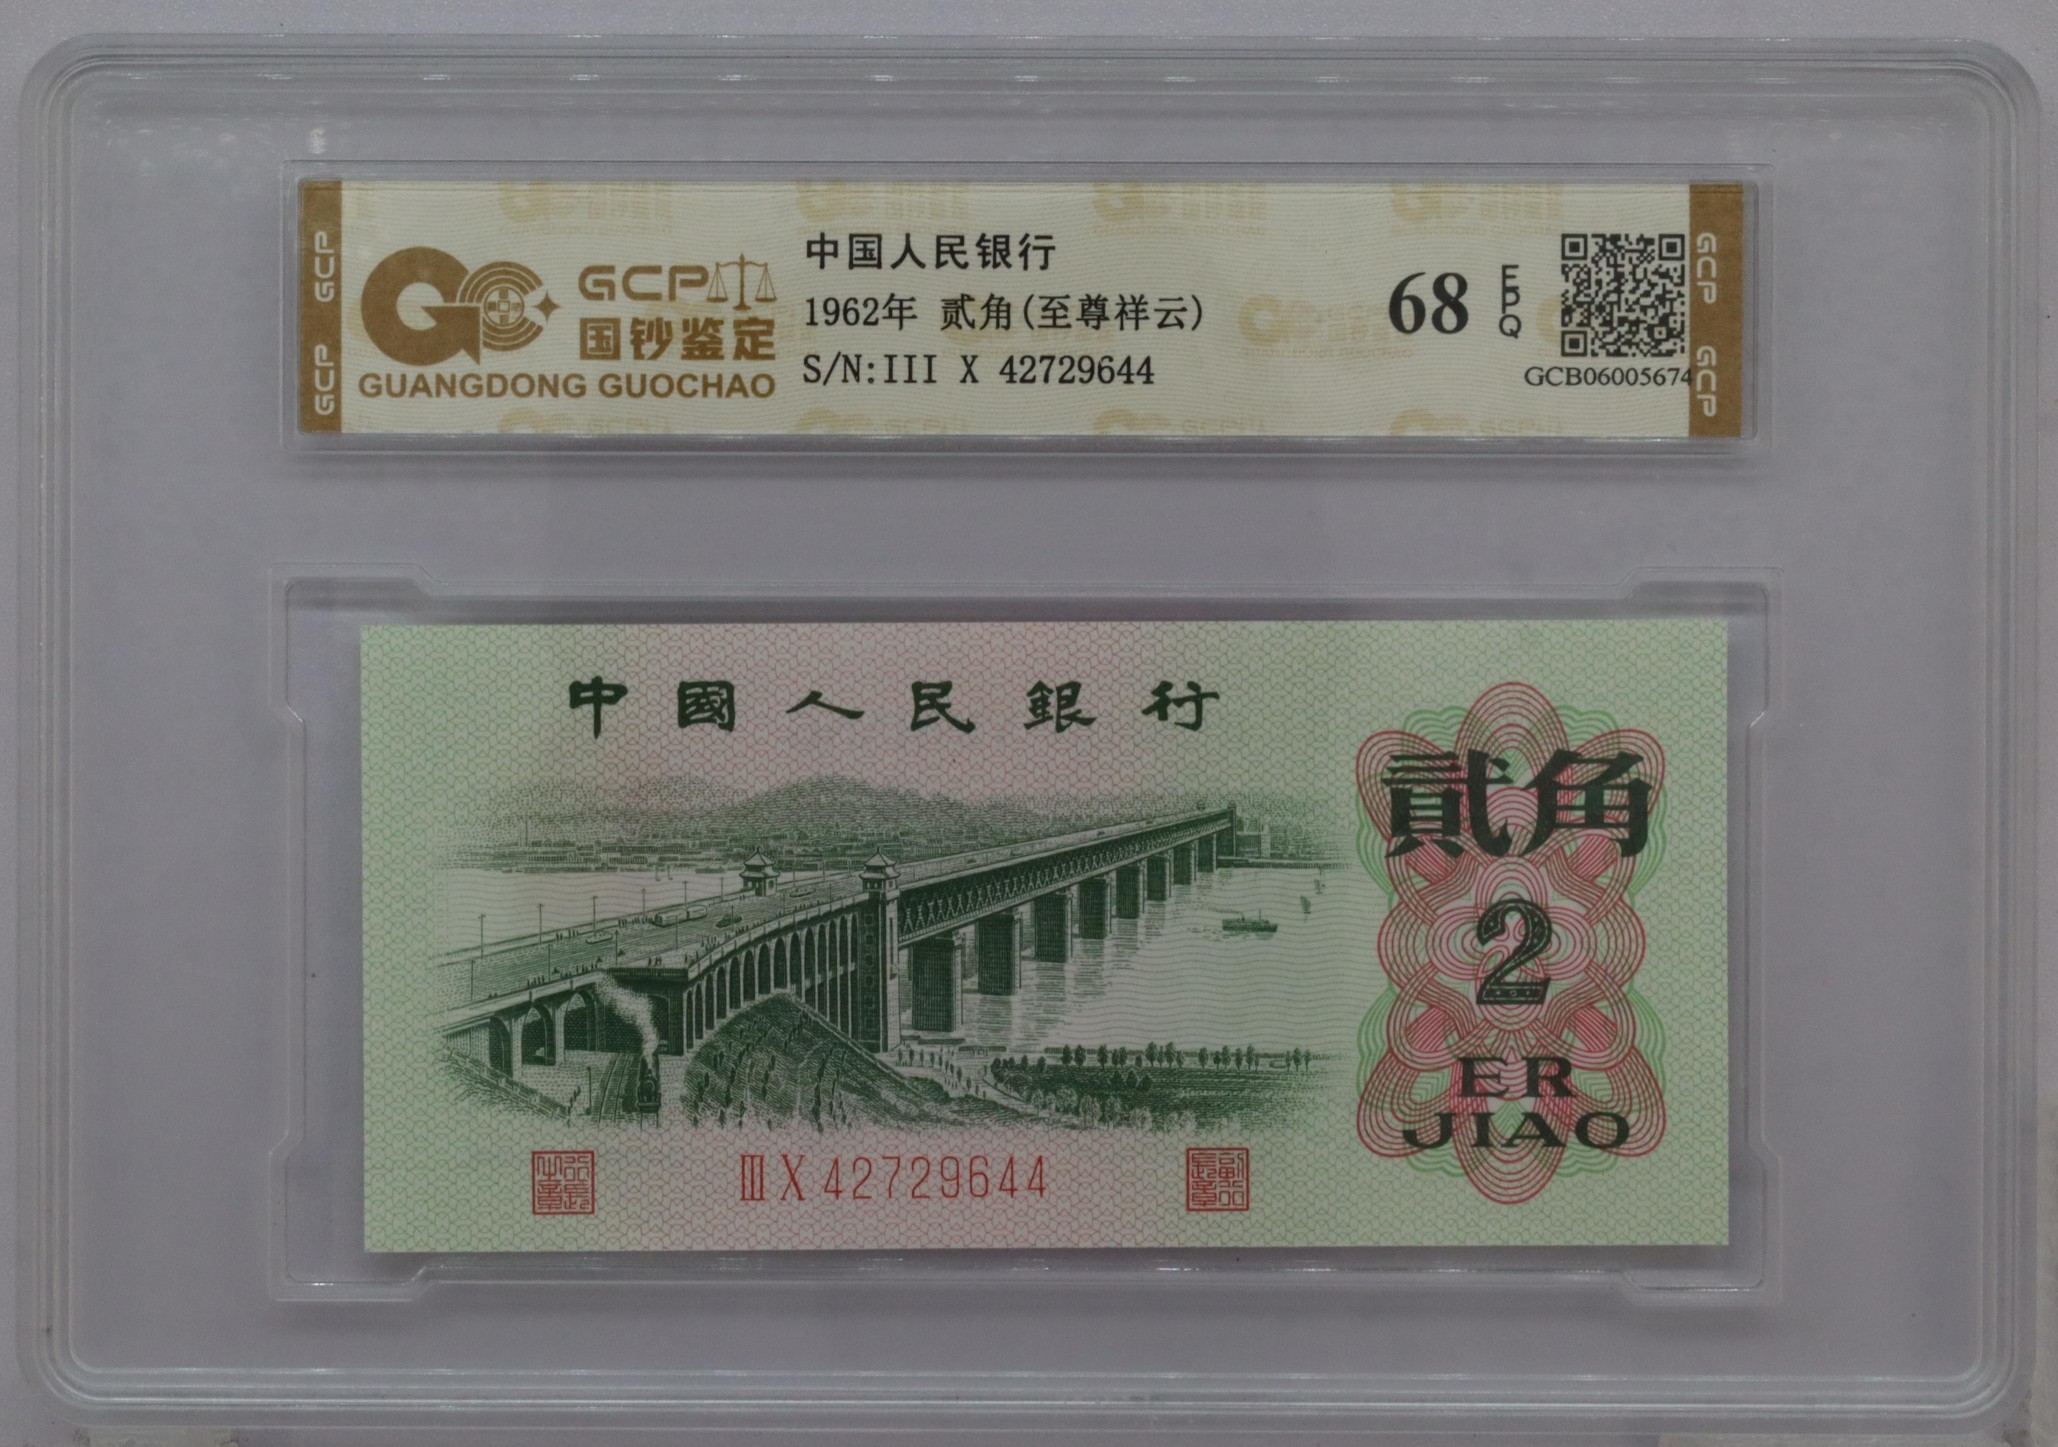 GCP
GCP
GCP
国钞鉴定
GUANGDONG GUOCHAO
中国人民银行
1962年 贰角(至尊祥云)
S/N:III X 42729644
68
EPQ
GCB06005674
GCP
GCP
中國人民銀行
貳角
2
ER
JIAO
III X 42729644